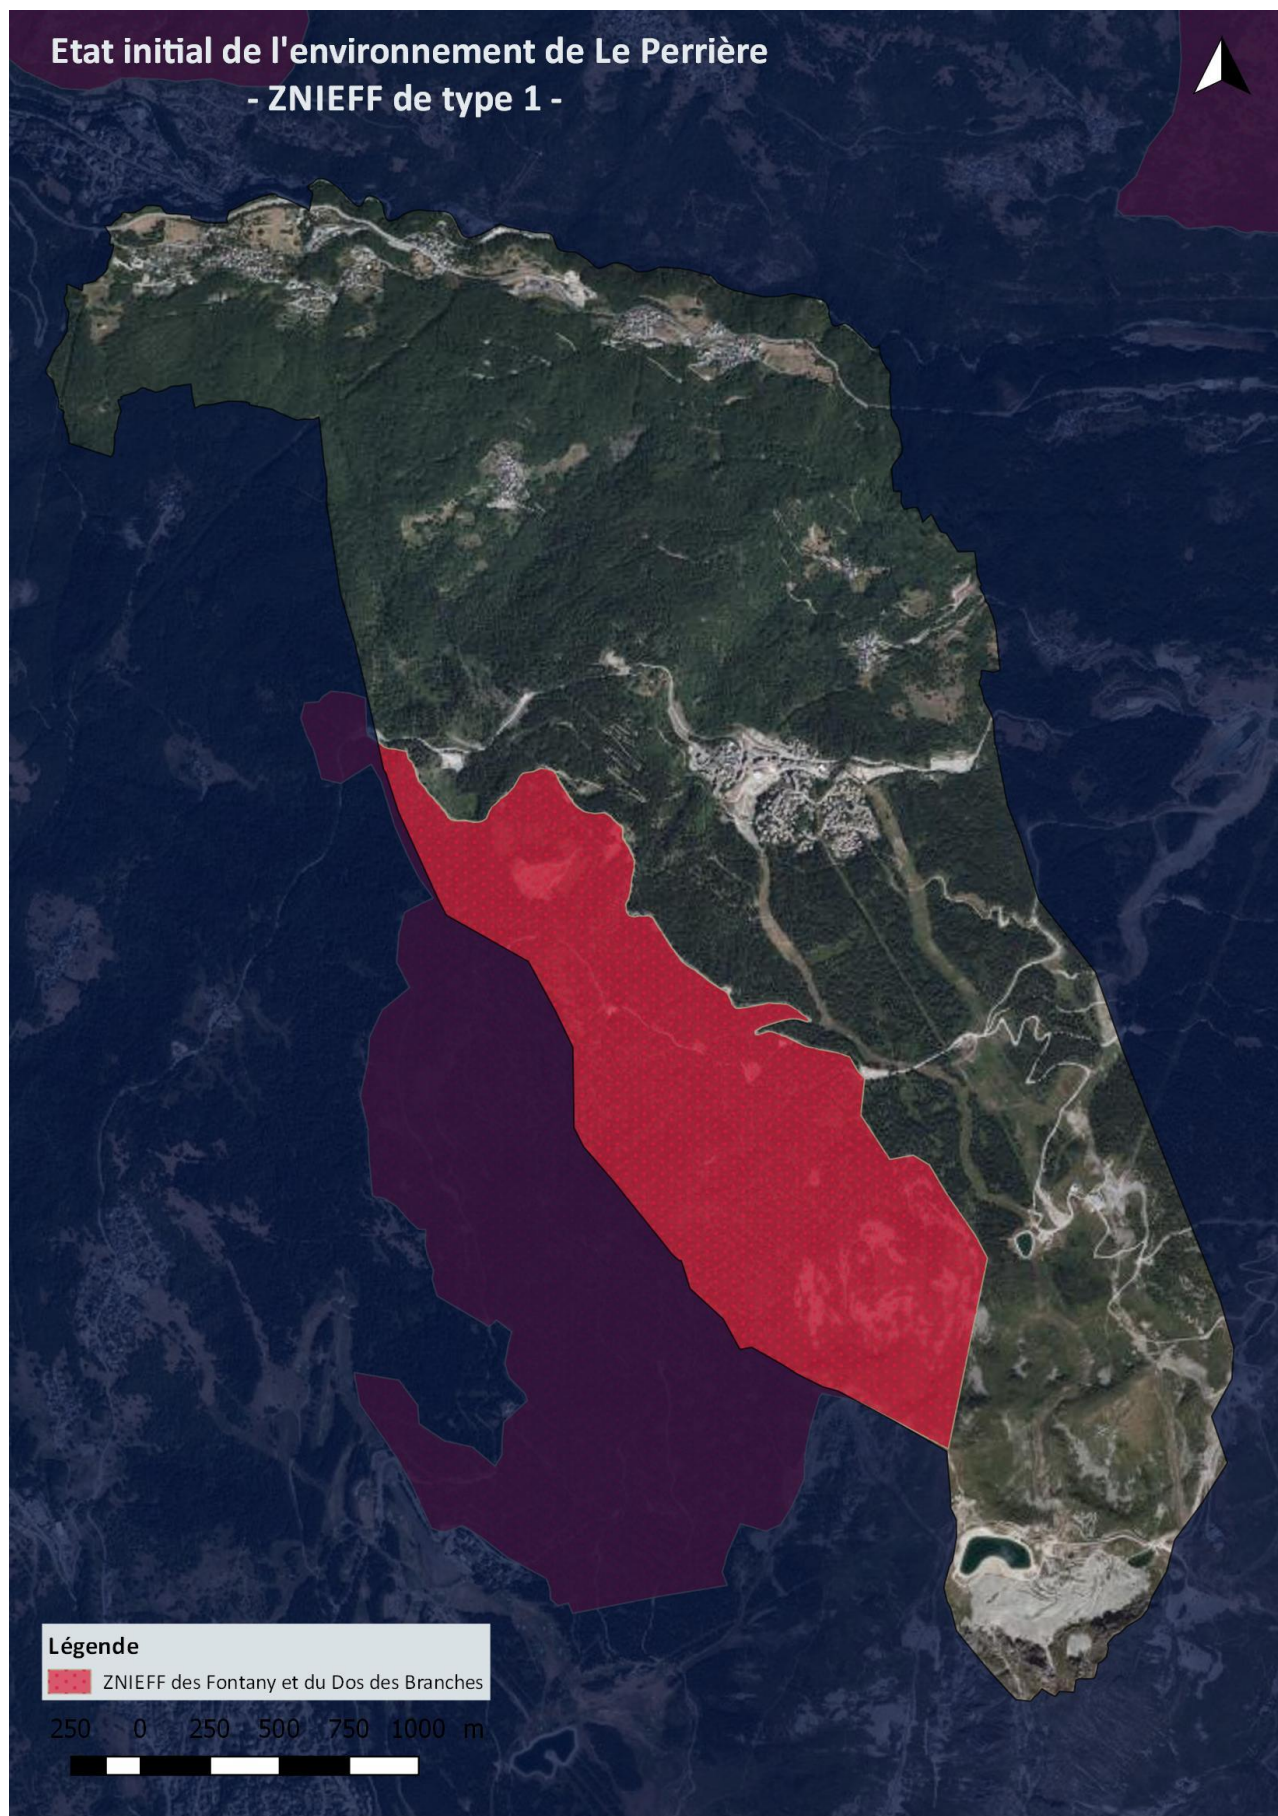 Etat initial de l'environnement de Le Perrière
- ZNIEFF de type 1 -
Légende
ZNIEFF des Fontany et du Dos des Branches
250 0 250 500 750 1000 m